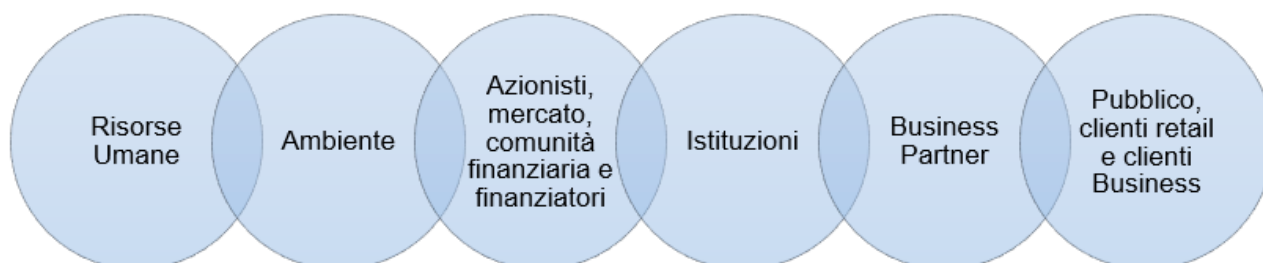 Risorse
Umane
Ambiente
Azionisti,
mercato,
comunità
finanziaria e
finanziatori
Istituzioni
Business
Partner
Pubblico,
clienti retail
e clienti
Business